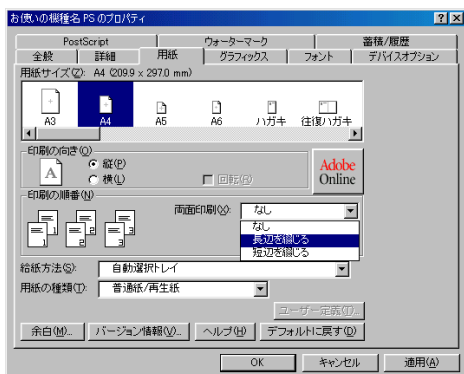 お使いの機種名 PS のプロパティ
PostScript ウォーターマーク 蓄積/履歴
全般 詳細 用紙 グラフィックス フォント デバイスオプション
用紙サイズ(Z): A4 (209.9 x 297.0 mm)
A3 A4 A5 A6 ハガキ 往復ハガキ
印刷の向き(O)
A
縦(P)
横(L)
回転(E)
Adobe
Online
印刷の順番(N)
1 2 3
両面印刷(X): なし
なし
長辺を綴じる
短辺を綴じる
給紙方法(S): 自動選択トレイ
用紙の種類(T): 普通紙/再生紙
ユーザー定義(I)...
余白(M)... バージョン情報(V)... ヘルプ(H) デフォルトに戻す(D)
OK キャンセル 適用(A)